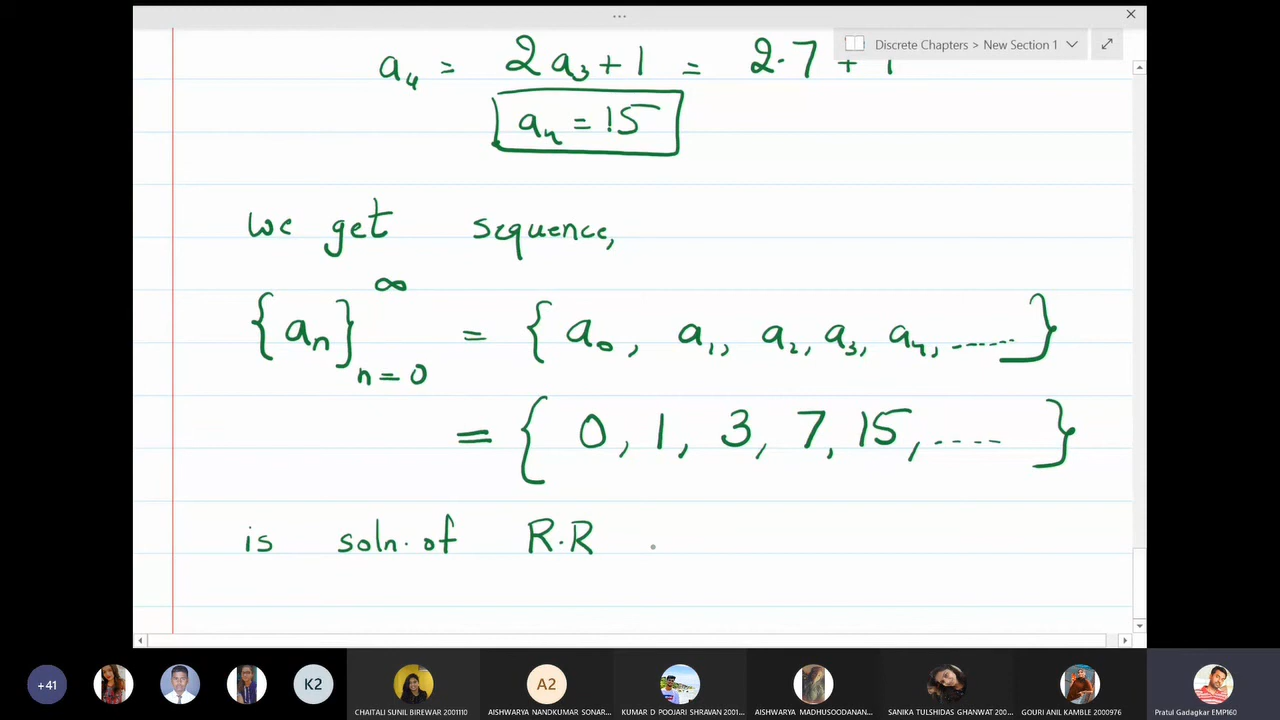 Discrete Chapters > New Section 1
a₄ = 2a₃ + 1 = 2·7 + 1
a₄ = 15
we get sequence,
{aₙ}∞ₙ₌₀ = {a₀, a₁, a₂, a₃, a₄, ......}
= {0, 1, 3, 7, 15, ....}
is soln. of R.R
+41
K2
A2
CHAITALI SUNIL BIREWAR 2001110
AISHWARYA NANDKUMAR SONAR...
KUMAR D POOJARI SHRAVAN 2001...
AISHWARYA MADHUSOODANAN...
SANIKA TULSHIDAS GHANWAT 200...
GOURI ANIL KAMBLE 2000976
Pratul Gadagkar EMP160